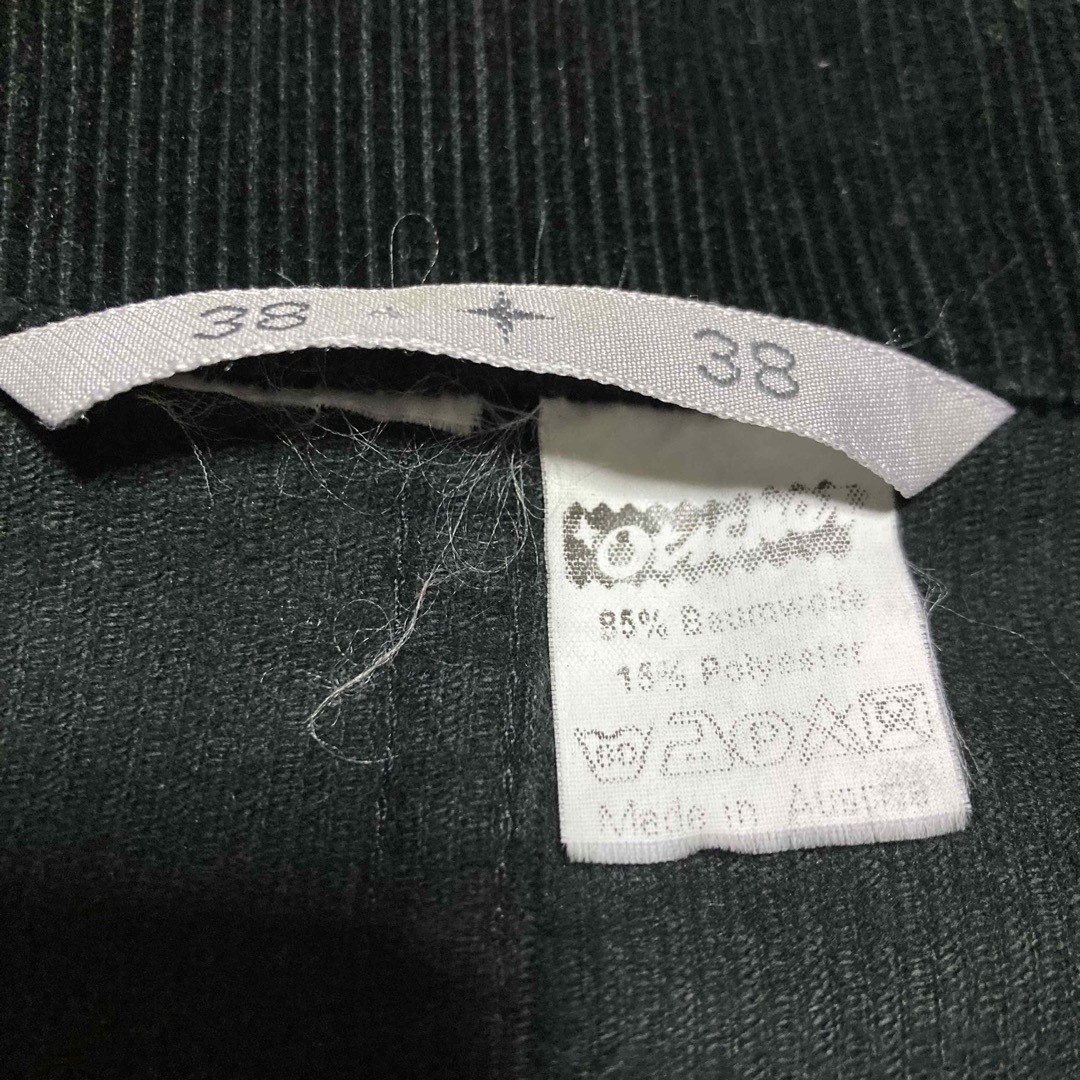 38 38
85% Baumwolle
15% Polyester
P
Made in